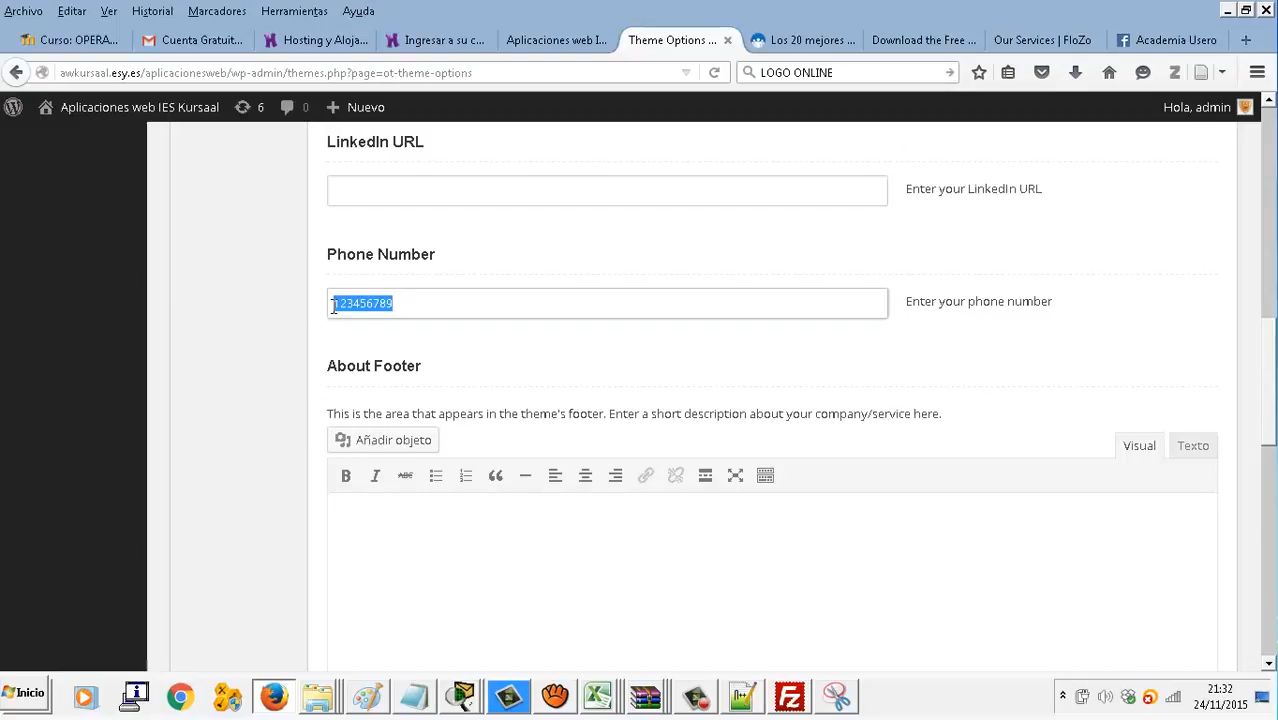 Archivo Editar Ver Historial Marcadores Herramientas Ayuda
Curso: OPERA... Cuenta Gratuit... Hosting y Aloja... Ingresar a su c... Aplicaciones web I... Theme Options ... Los 20 mejores ... Download the Free ... Our Services | FloZo Academia Usero
awkursaal.esy.es/aplicacionesweb/wp-admin/themes.php?page=ot-theme-options LOGO ONLINE
Aplicaciones web IES Kursaal 6 0 Nuevo Hola, admin
LinkedIn URL
Enter your LinkedIn URL
Phone Number
123456789 Enter your phone number
About Footer
This is the area that appears in the theme's footer. Enter a short description about your company/service here.
Añadir objeto Visual Texto
B I ABC
Inicio 21:32
24/11/2015